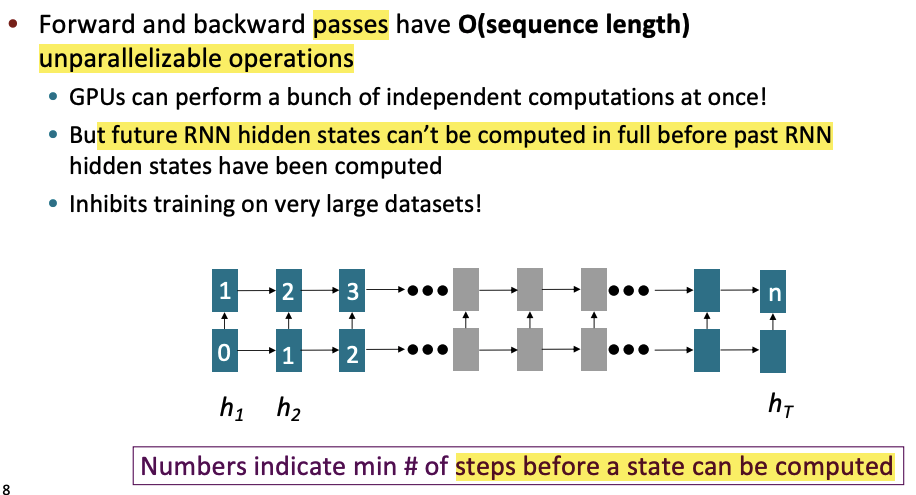 • Forward and backward passes have O(sequence length)
unparallelizable operations
• GPUs can perform a bunch of independent computations at once!
• But future RNN hidden states can’t be computed in full before past RNN
hidden states have been computed
• Inhibits training on very large datasets!
1 2 3 n
0 1 2
h₁ h₂ h_T
Numbers indicate min # of steps before a state can be computed
8